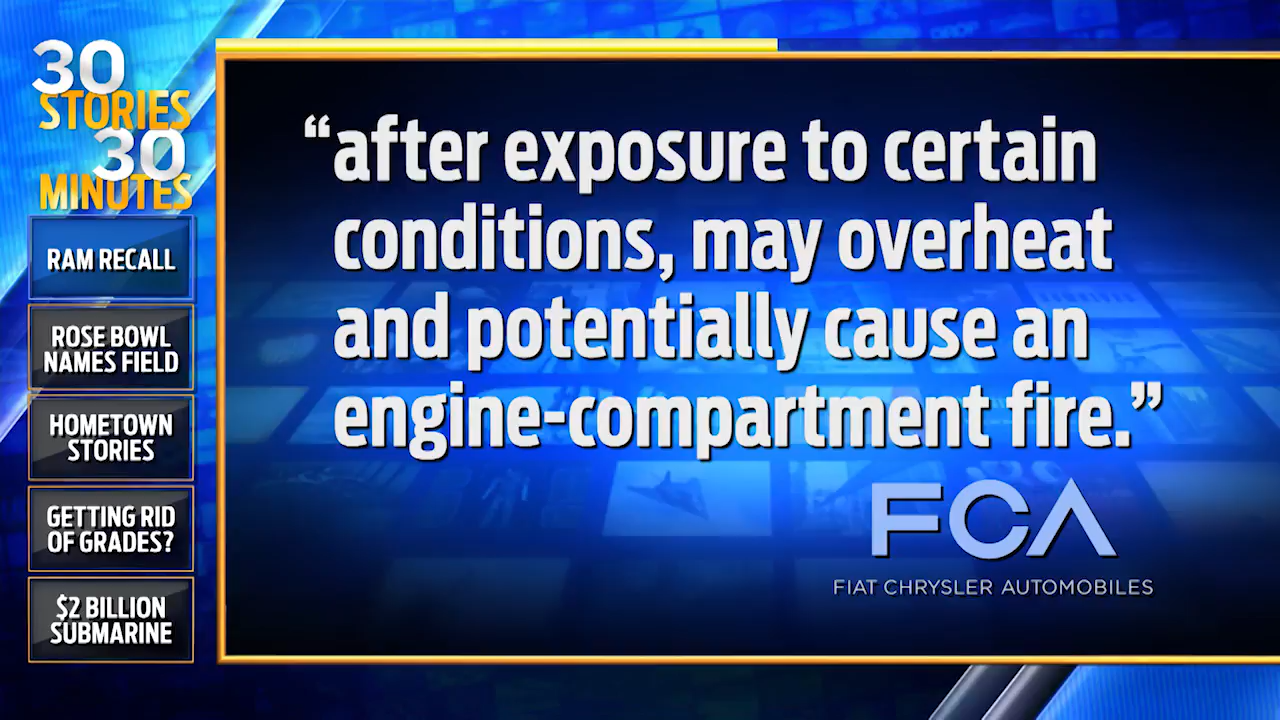 30
STORIES
30
MINUTES
RAM RECALL
ROSE BOWL
NAMES FIELD
HOMETOWN
STORIES
GETTING RID
OF GRADES?
$2 BILLION
SUBMARINE
“after exposure to certain
conditions, may overheat
and potentially cause an
engine-compartment fire.”
FCA
FIAT CHRYSLER AUTOMOBILES